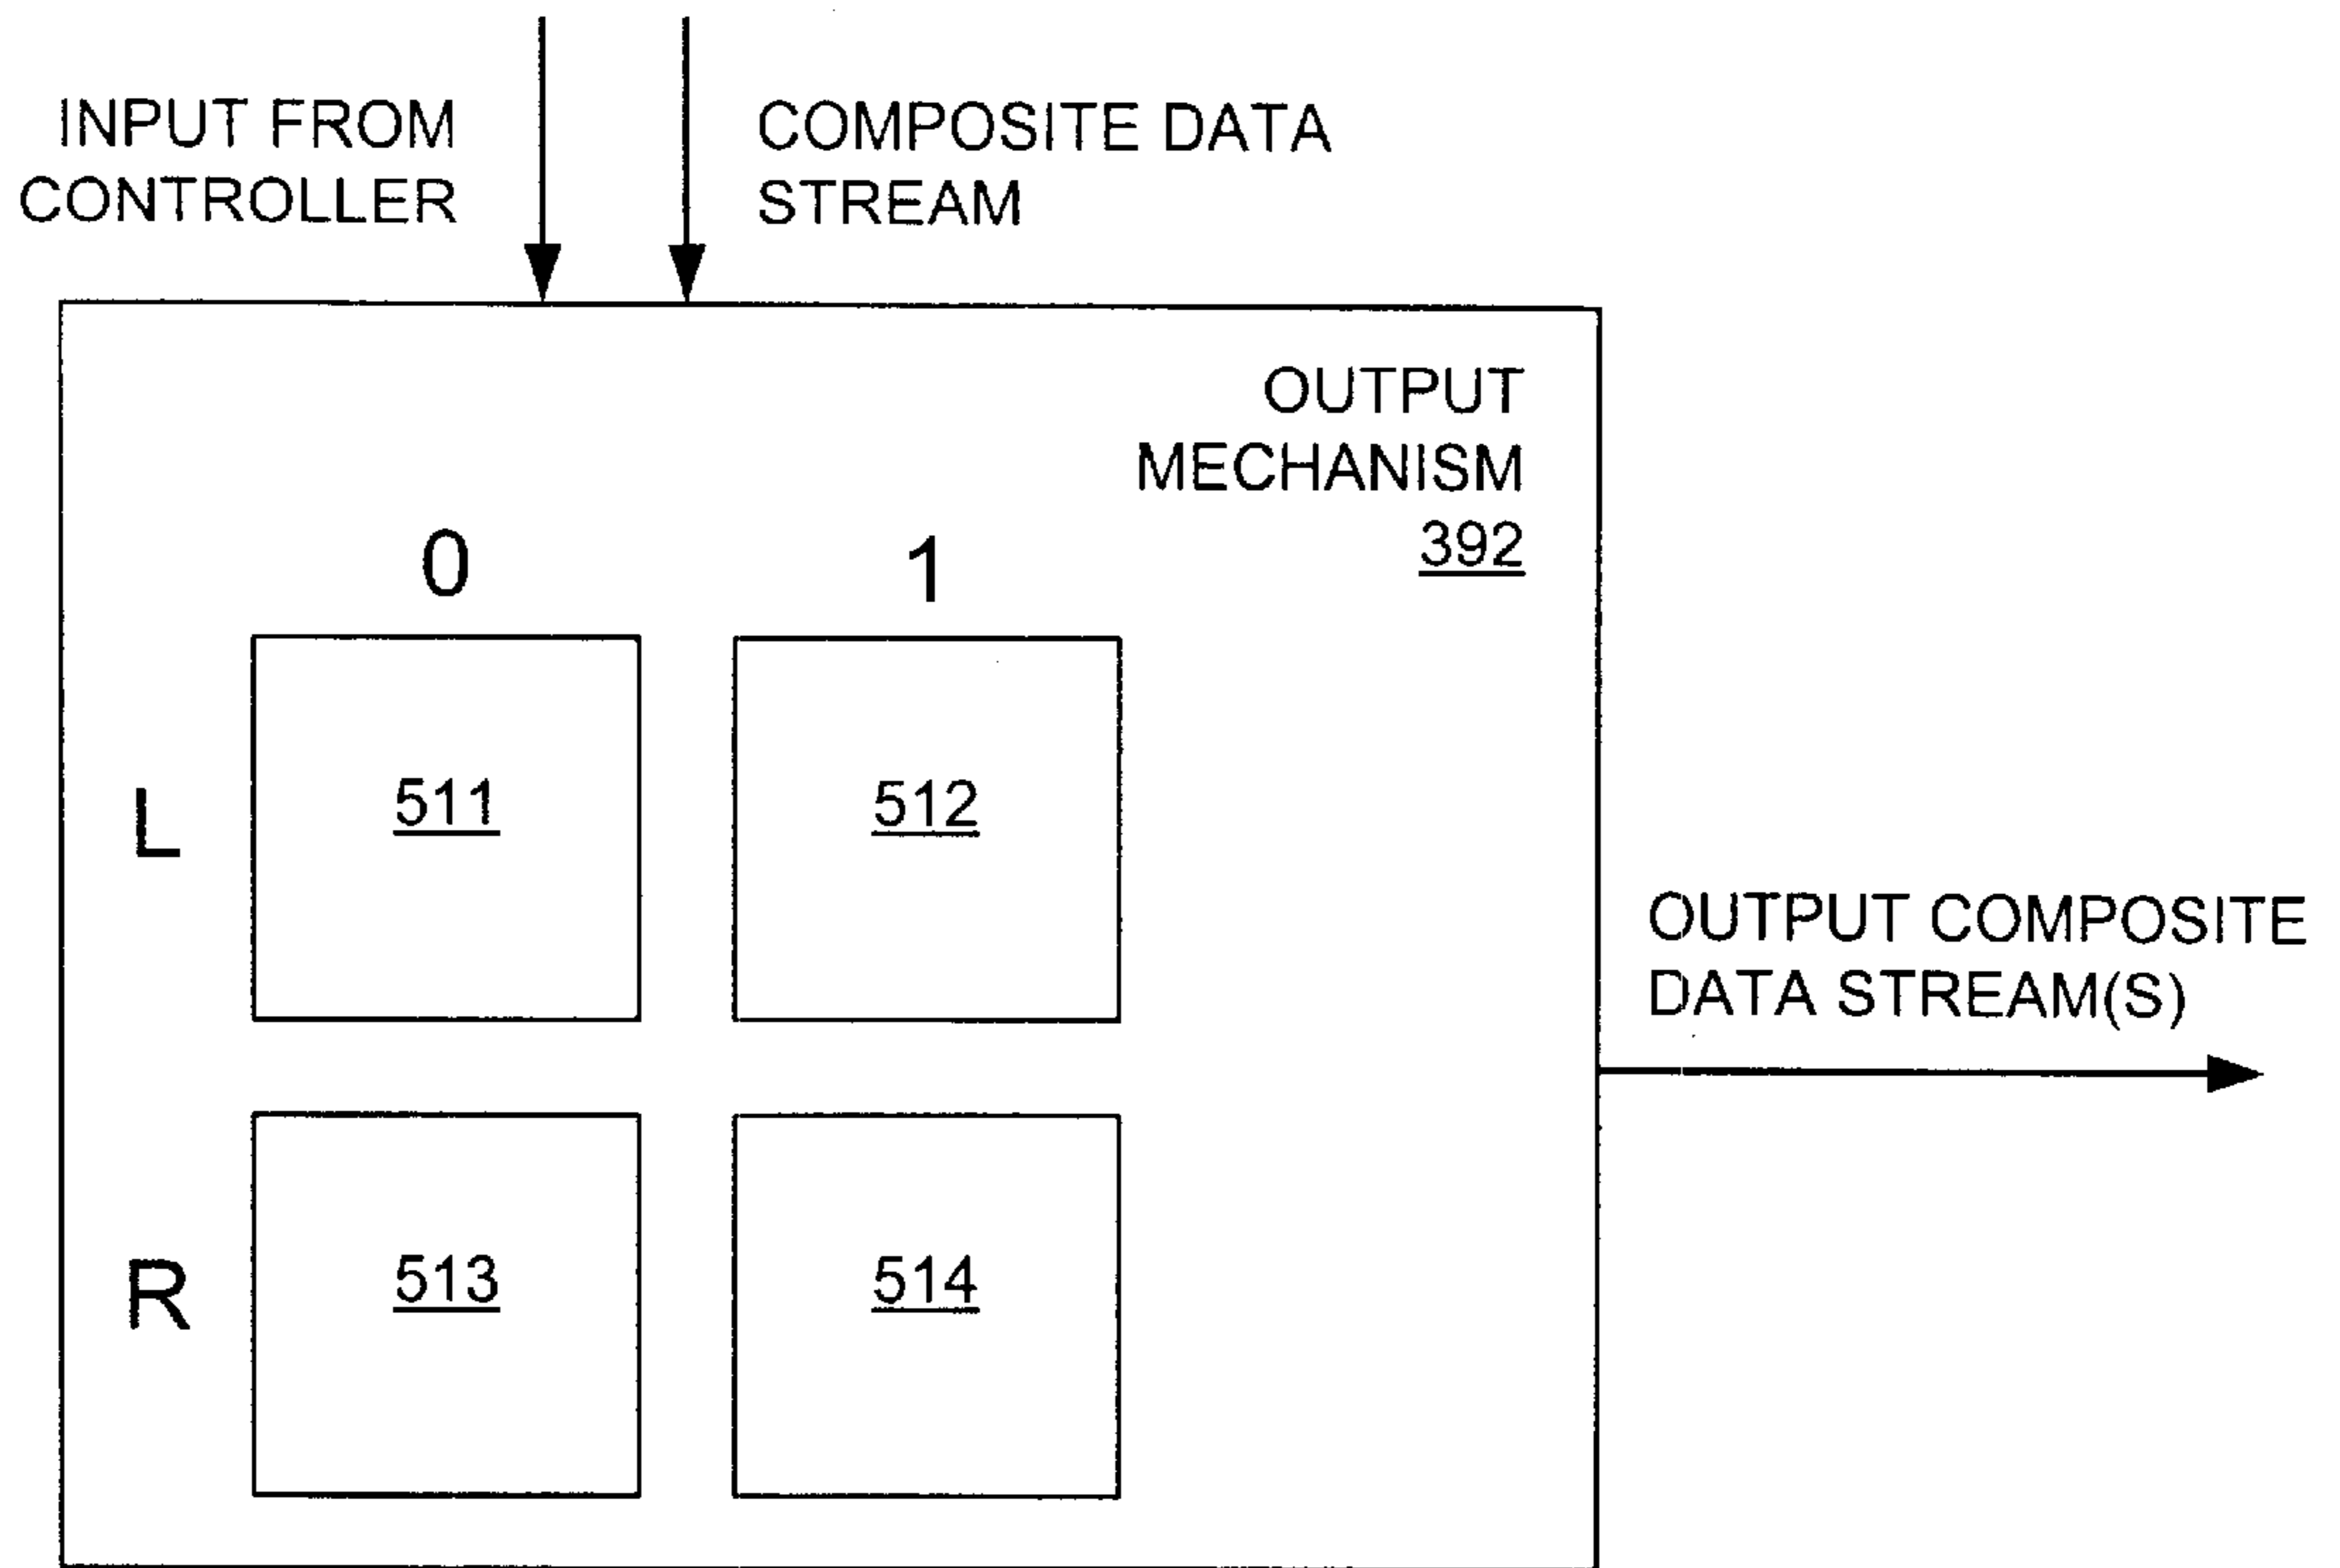 INPUT FROM
CONTROLLER
COMPOSITE DATA
STREAM
OUTPUT
MECHANISM
392
0 1
L 511 512
OUTPUT COMPOSITE
DATA STREAM(S)
R 513 514